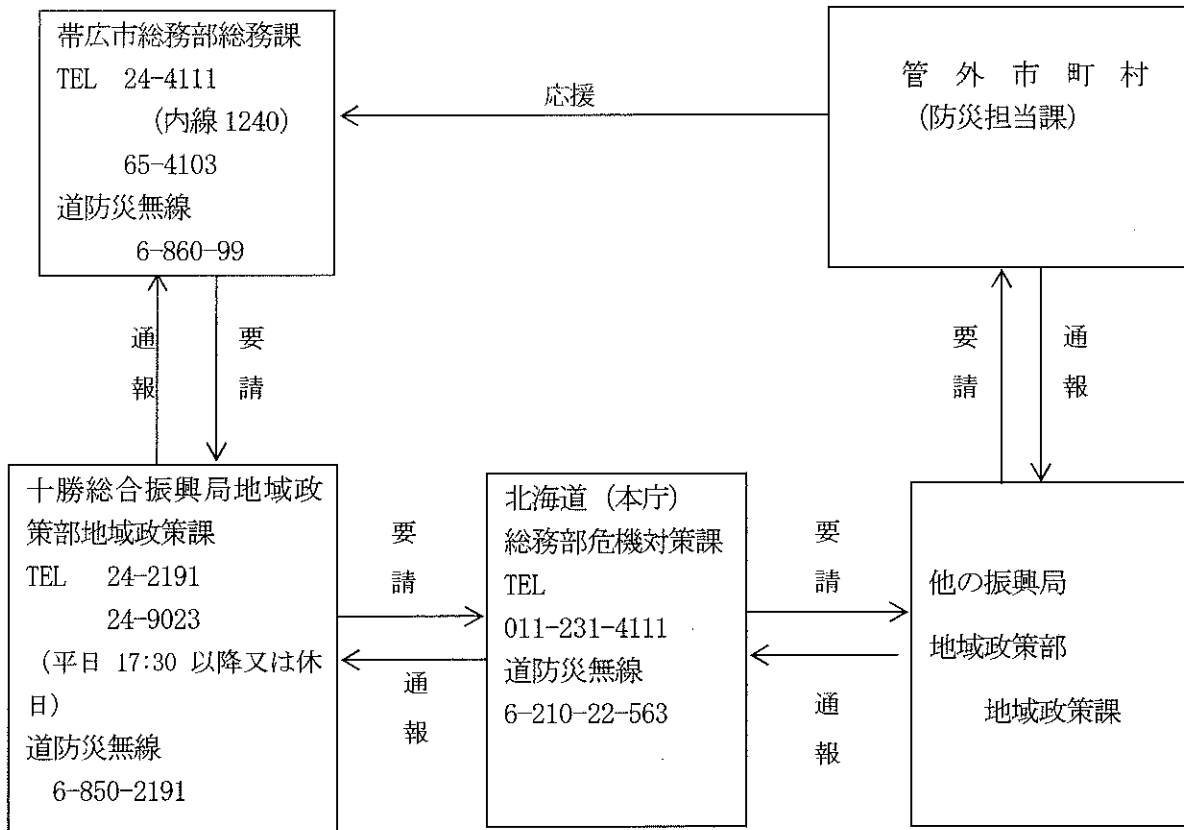 帯広市総務部総務課
TEL 24-4111
（内線 1240）
65-4103
道防災無線
6-860-99
応援
管 外 市 町 村
（防災担当課）
通報
要請
要請
通報
十勝総合振興局地域政
策部地域政策課
TEL 24-2191
24-9023
（平日 17:30 以降又は休
日）
道防災無線
6-850-2191
要請
通報
北海道（本庁）
総務部危機対策課
TEL
011-231-4111
道防災無線
6-210-22-563
要請
通報
他の振興局
地域政策部
地域政策課